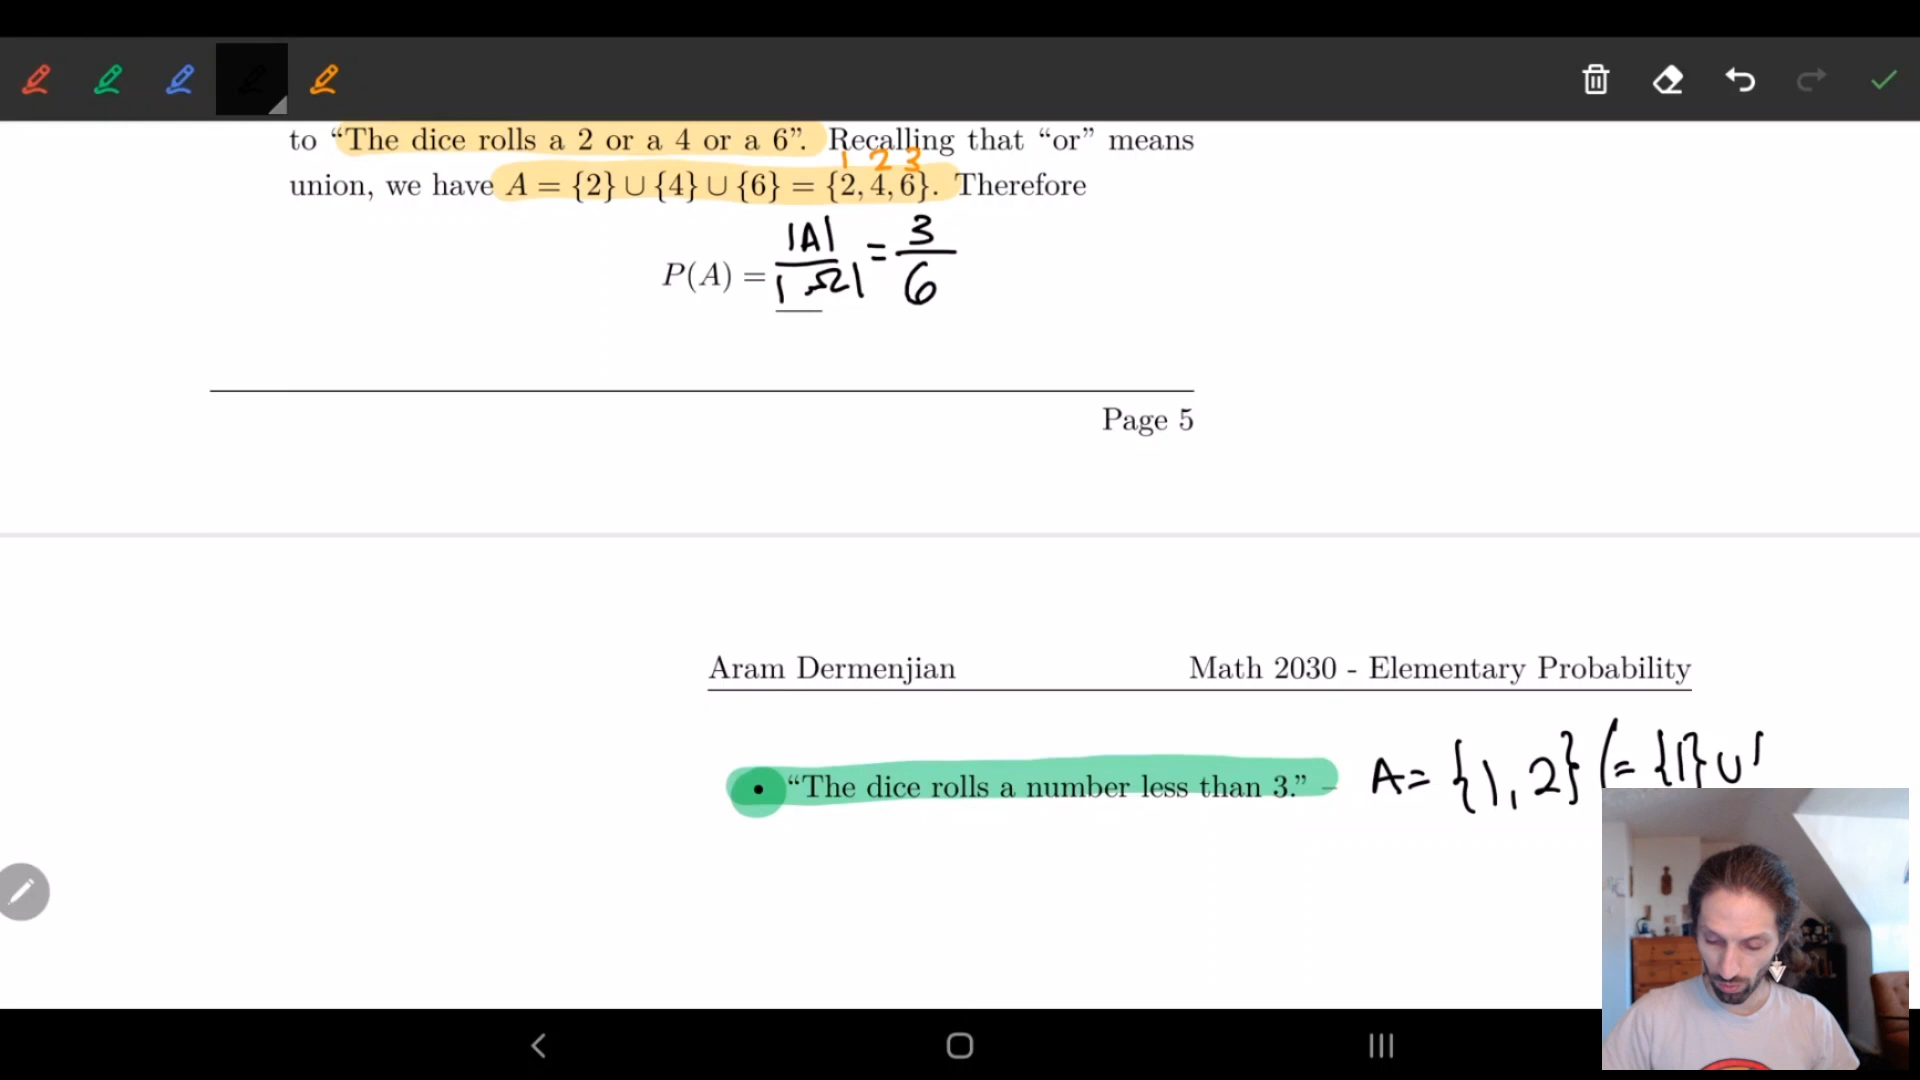 to “The dice rolls a 2 or a 4 or a 6”. Recalling that “or” means
1 2 3
union, we have A = {2} ∪ {4} ∪ {6} = {2, 4, 6}. Therefore
P(A) = |A| / |Ω| = 3 / 6
Page 5
Aram Dermenjian Math 2030 - Elementary Probability
• “The dice rolls a number less than 3.” – A = {1, 2} (= {1} ∪